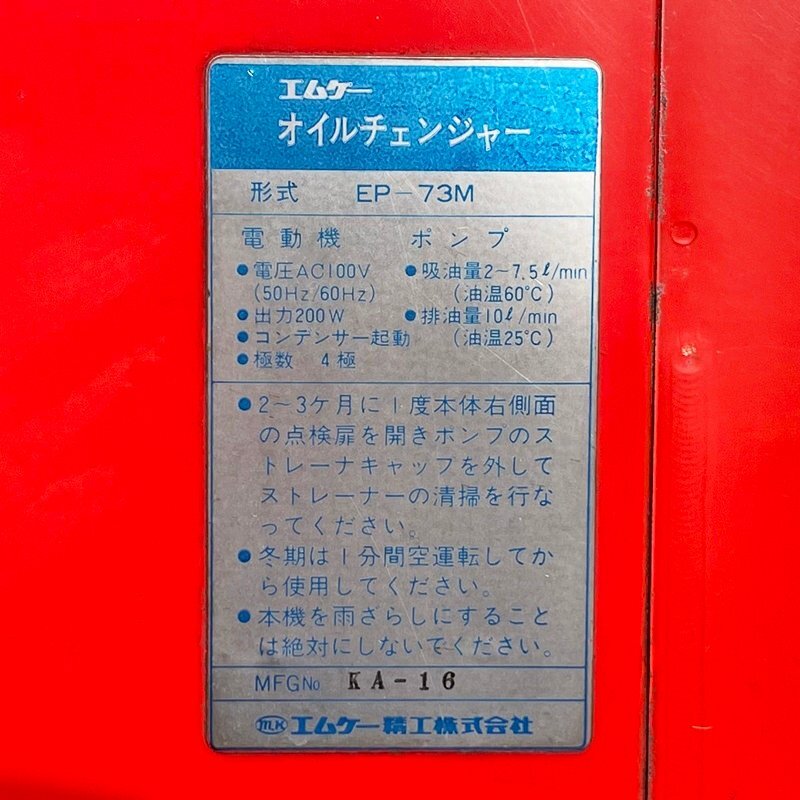 エムケー
オイルチェンジャー
形式 EP-73M
電動機 ポンプ
●電圧AC100V ●吸油量2~7.5ℓ/min
(50Hz/60Hz) (油温60℃)
●出力200W ●排油量10ℓ/min
●コンデンサー起動 (油温25℃)
●極数 4極
●2~3ケ月に1度本体右側面
の点検扉を開きポンプのス
トレーナキャップを外して
ストレーナーの清掃を行な
ってください。
●冬期は1分間空運転してか
ら使用してください。
●本機を雨ざらしにすること
は絶対にしないでください。
MFGNo KA-16
MK エムケー精工株式会社